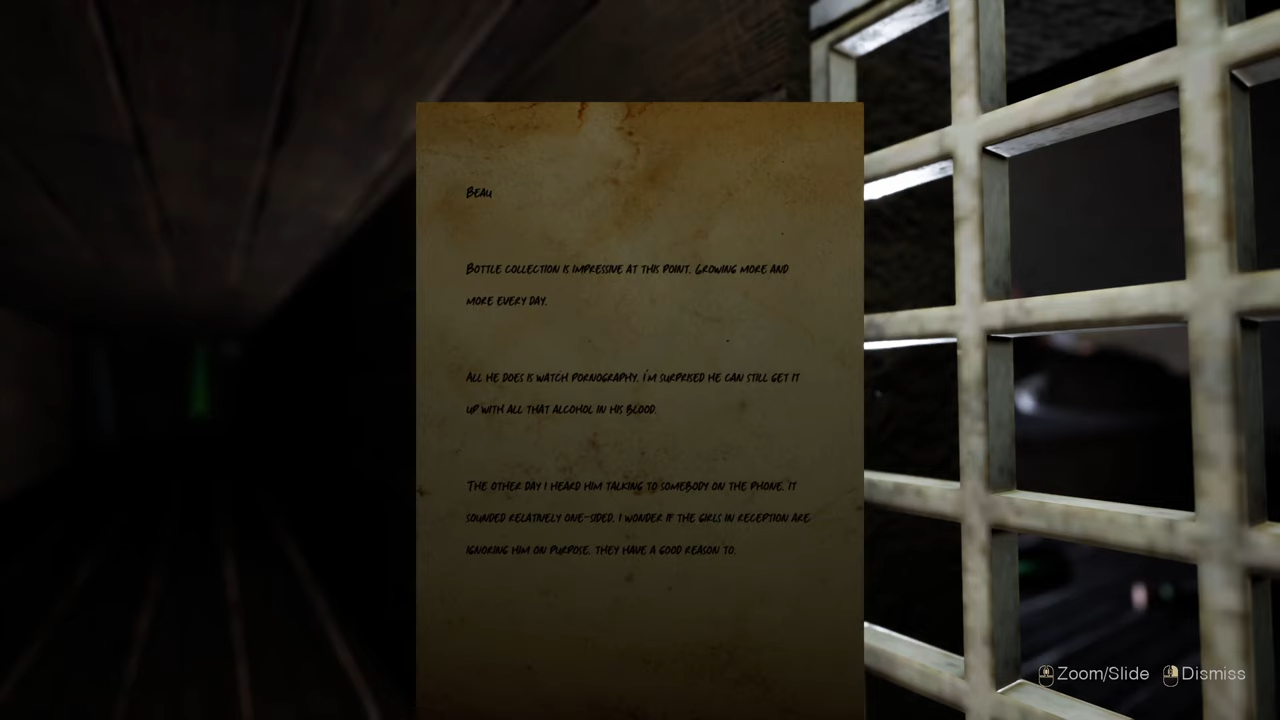 BEAU
BOTTLE COLLECTION IS IMPRESSIVE AT THIS POINT. GROWING MORE AND
MORE EVERY DAY.
ALL HE DOES IS WATCH PORNOGRAPHY. I'M SURPRISED HE CAN STILL GET IT
UP WITH ALL THAT ALCOHOL IN HIS BLOOD.
THE OTHER DAY I HEARD HIM TALKING TO SOMEBODY ON THE PHONE. IT
SOUNDED RELATIVELY ONE-SIDED. I WONDER IF THE GIRLS IN RECEPTION ARE
IGNORING HIM ON PURPOSE. THEY HAVE A GOOD REASON TO.
Zoom/Slide Dismiss